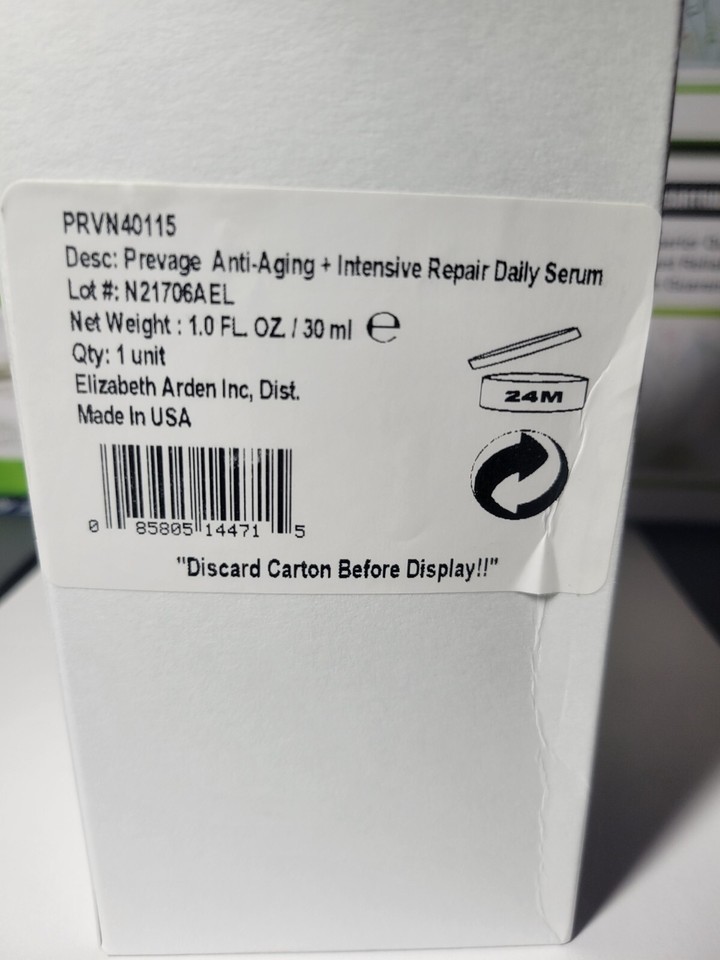 PRVN40115
Desc: Prevage Anti-Aging + Intensive Repair Daily Serum
Lot #: N21706AEL
Net Weight : 1.0 FL. OZ. / 30 ml ℮
Qty: 1 unit
Elizabeth Arden Inc, Dist.
Made In USA
24M
0 85805 14471 5
"Discard Carton Before Display!!"